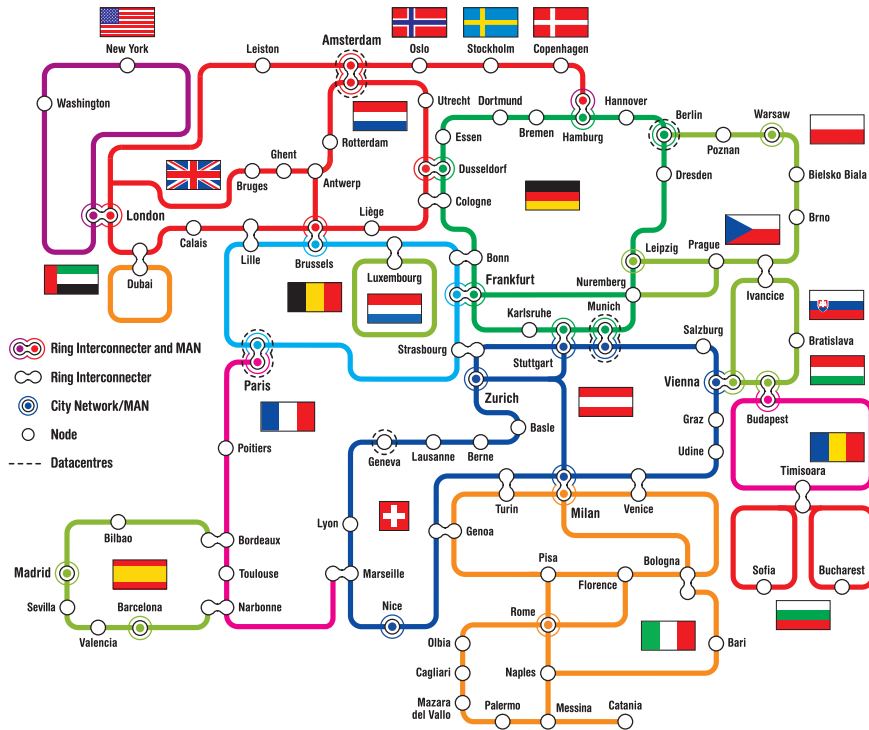 New York
Leiston
Amsterdam
Oslo
Stockholm
Copenhagen
Washington
Utrecht
Dortmund
Bremen
Hamburg
Hannover
Berlin
Warsaw
Poznan
Essen
Rotterdam
Ghent
Bruges
Antwerp
Dusseldorf
Dresden
Bielsko Biala
Cologne
London
Calais
Liège
Brno
Lille
Brussels
Luxembourg
Bonn
Leipzig
Prague
Dubai
Frankfurt
Nuremberg
Ivancice
Karlsruhe
Munich
Salzburg
Bratislava
Ring Interconnecter and MAN
Ring Interconnecter
City Network/MAN
Node
Datacentres
Strasbourg
Stuttgart
Paris
Zurich
Vienna
Budapest
Basle
Graz
Udine
Poitiers
Geneva
Lausanne
Berne
Timisoara
Turin
Milan
Venice
Lyon
Genoa
Bilbao
Bordeaux
Madrid
Toulouse
Marseille
Pisa
Florence
Bologna
Sofia
Bucharest
Sevilla
Barcelona
Narbonne
Valencia
Nice
Rome
Olbia
Bari
Cagliari
Naples
Mazara
del Vallo
Palermo
Messina
Catania